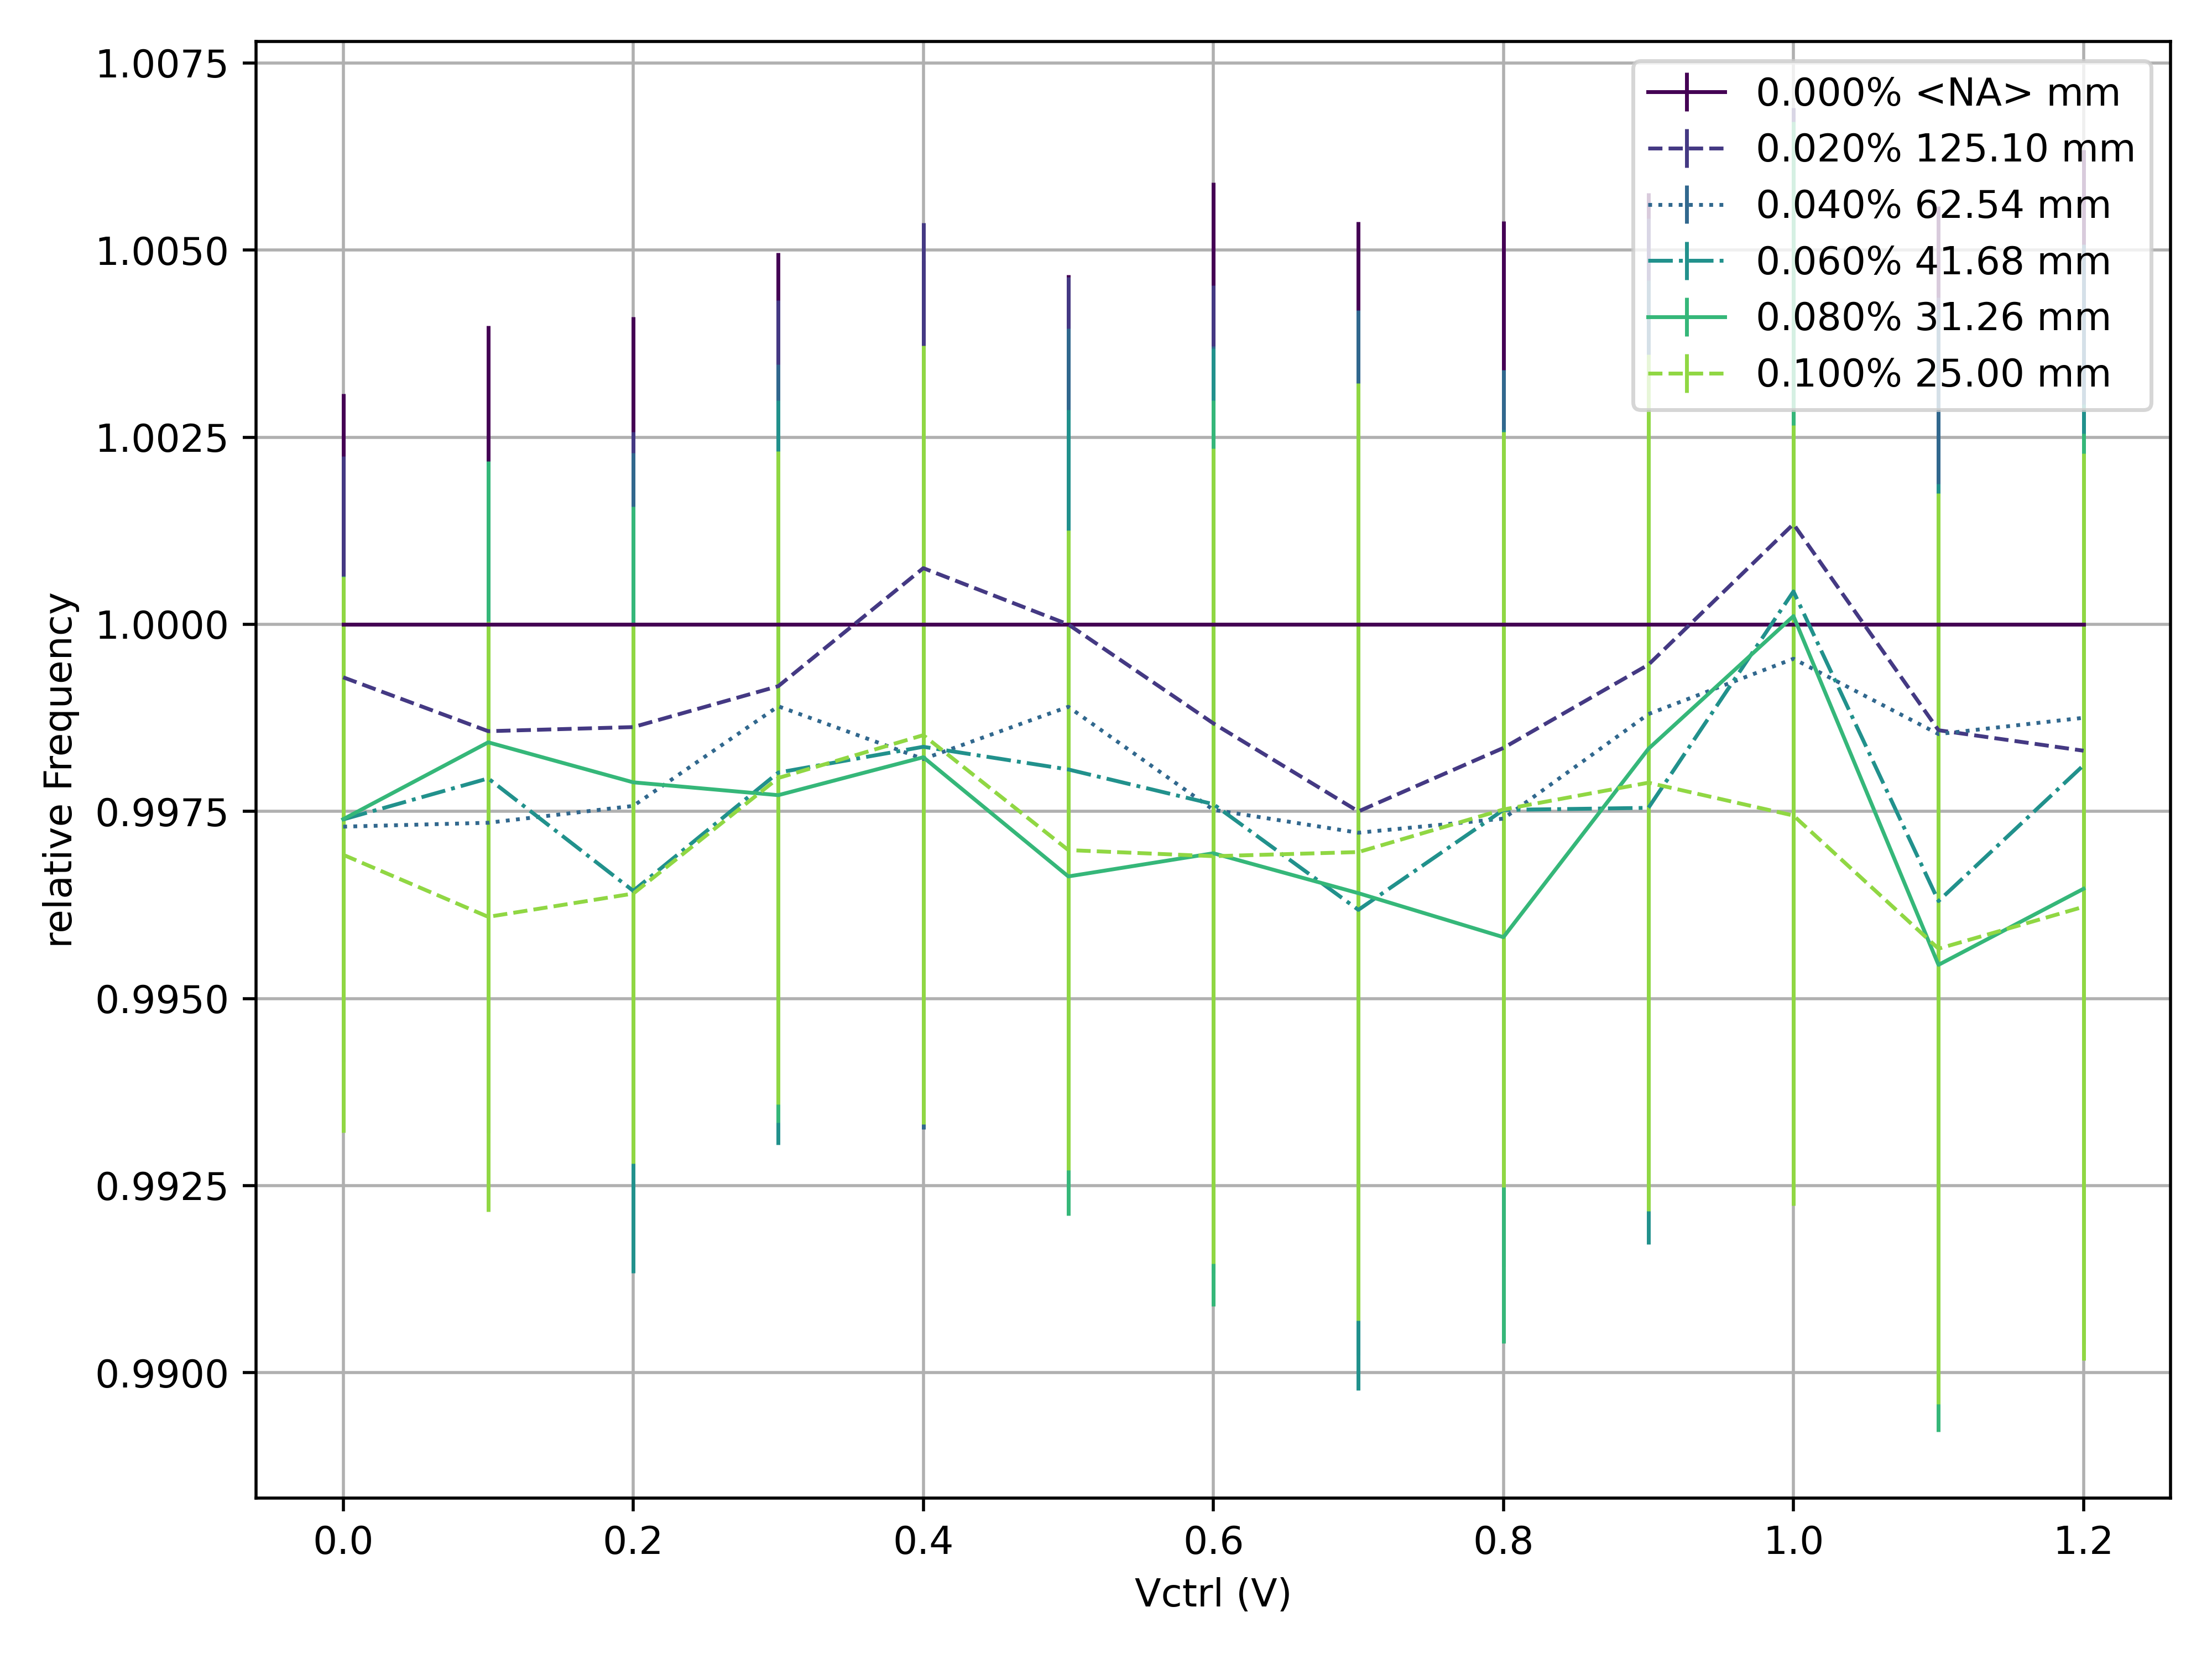 1.0075
1.0050
1.0025
1.0000
0.9975
0.9950
0.9925
0.9900
relative Frequency
0.0 0.2 0.4 0.6 0.8 1.0 1.2
Vctrl (V)
0.000% <NA> mm
0.020% 125.10 mm
0.040% 62.54 mm
0.060% 41.68 mm
0.080% 31.26 mm
0.100% 25.00 mm